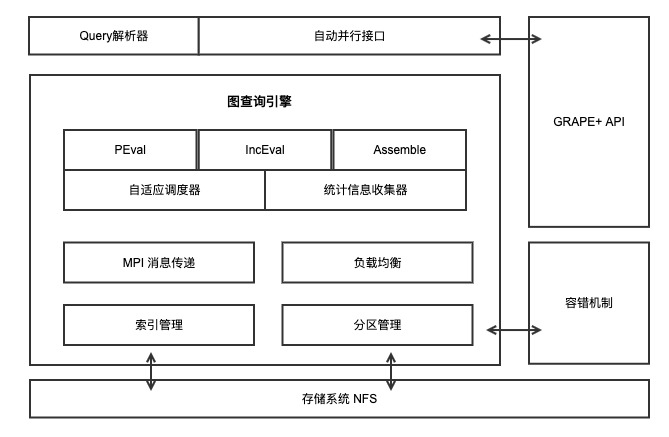 Query解析器
自动并行接口
GRAPE+ API
图查询引擎
PEval
IncEval
Assemble
自适应调度器
统计信息收集器
MPI 消息传递
负载均衡
容错机制
索引管理
分区管理
存储系统 NFS